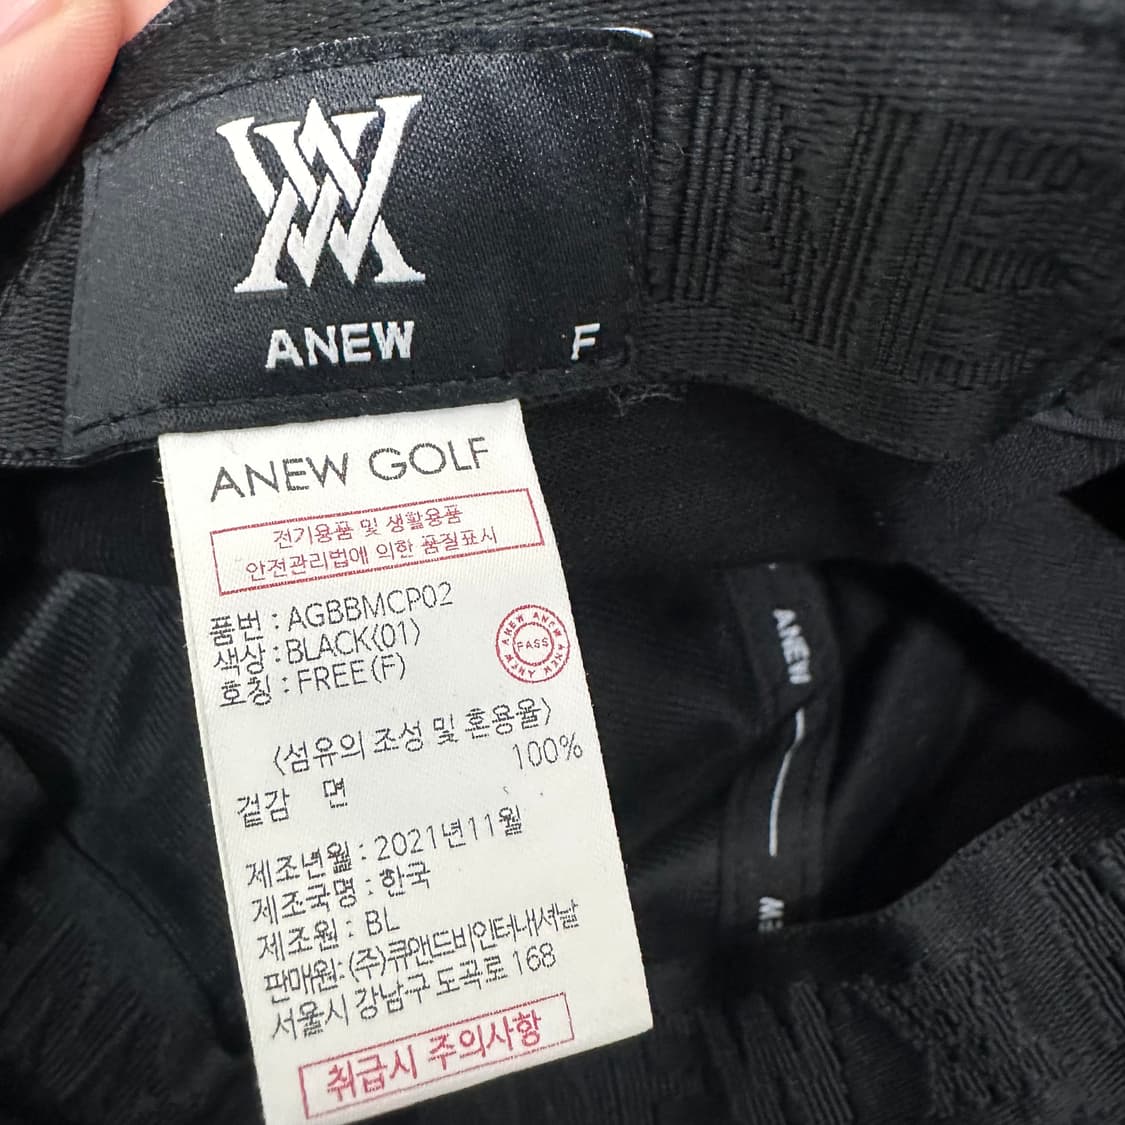 ANEW
F
ANEW GOLF
전기용품 및 생활용품
안전관리법에 의한 품질표시
품번 : AGBBMCP02
색상 : BLACK(01)
호칭 : FREE(F)
ANEW ANEW ANEW ANEW
PASS
<섬유의 조성 및 혼용율>
겉감 면 100%
제조년월 : 2021년11월
제조국명 : 한국
제조원 : BL
판매원: (주)큐앤드비인터내셔날
서울시 강남구 도곡로 168
취급시 주의사항
ANEW